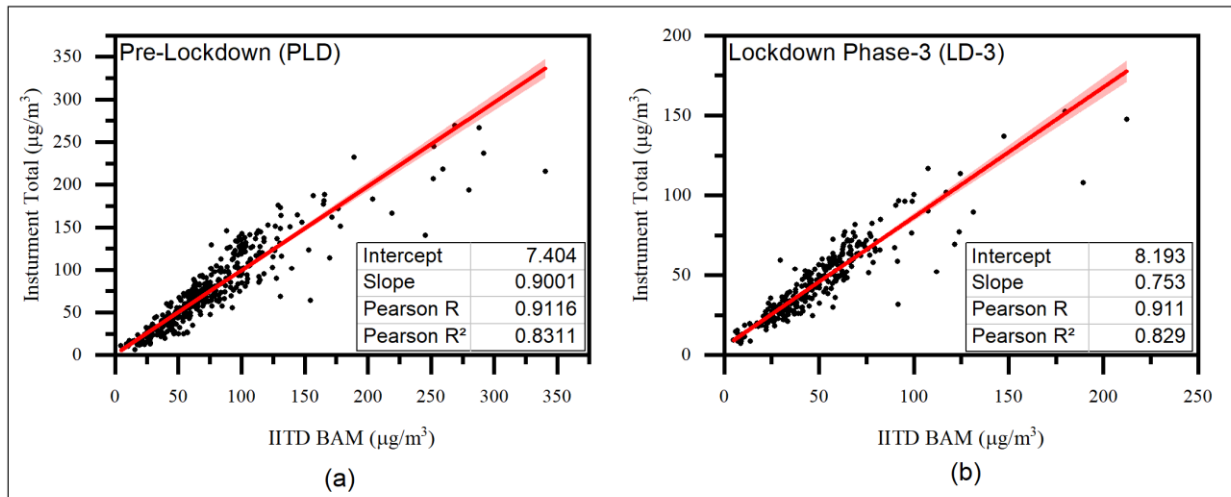 Pre-Lockdown (PLD)
Insturment Total (μg/m³)
350
300
250
200
150
100
50
0
Intercept 7.404
Slope 0.9001
Pearson R 0.9116
Pearson R² 0.8311
0 50 100 150 200 250 300 350
IITD BAM (μg/m³)
(a)
Lockdown Phase-3 (LD-3)
Insturment Total (μg/m³)
200
150
100
50
0
Intercept 8.193
Slope 0.753
Pearson R 0.911
Pearson R² 0.829
0 50 100 150 200 250
IITD BAM (μg/m³)
(b)